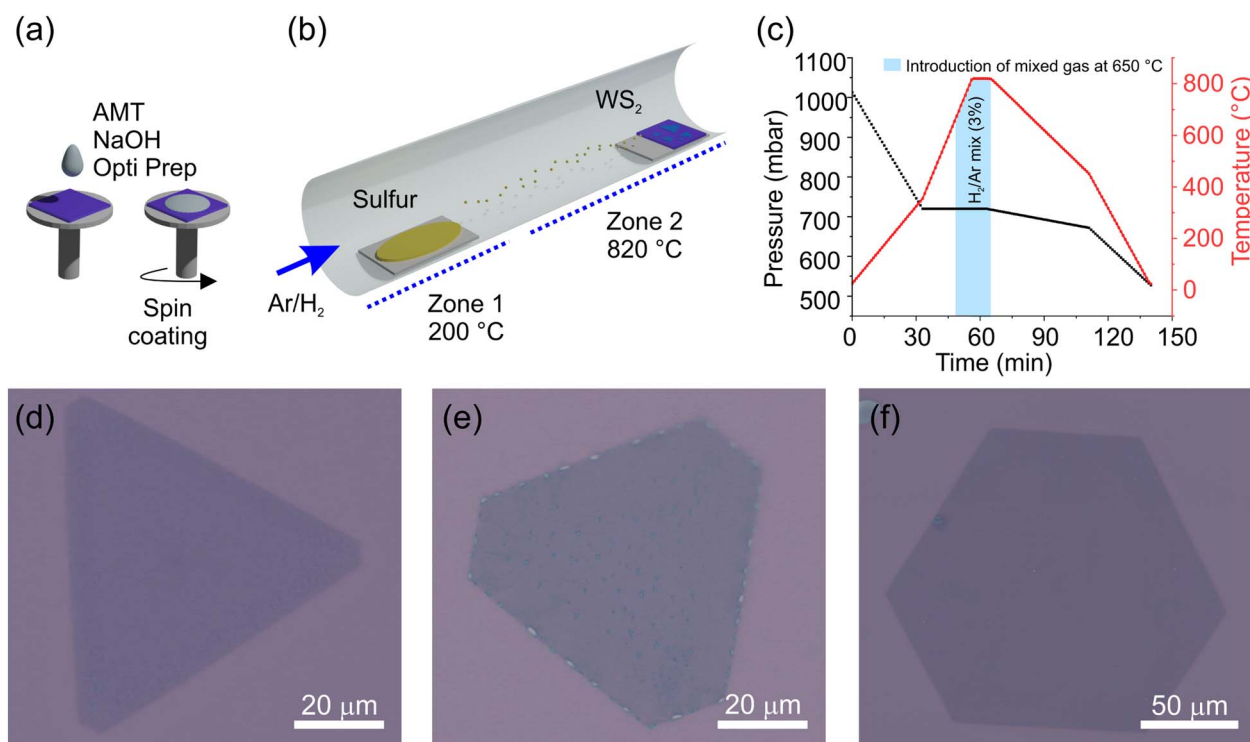 (a)
AMT
NaOH
Opti Prep
Spin
coating
(b)
WS2
Sulfur
Zone 2
820 °C
Ar/H2
Zone 1
200 °C
(c)
Introduction of mixed gas at 650 °C
H2/Ar mix (3%)
Pressure (mbar)
1100
1000
900
800
700
600
500
Temperature (°C)
800
600
400
200
0
0
30
60
90
120
150
Time (min)
(d)
20 μm
(e)
20 μm
(f)
50 μm